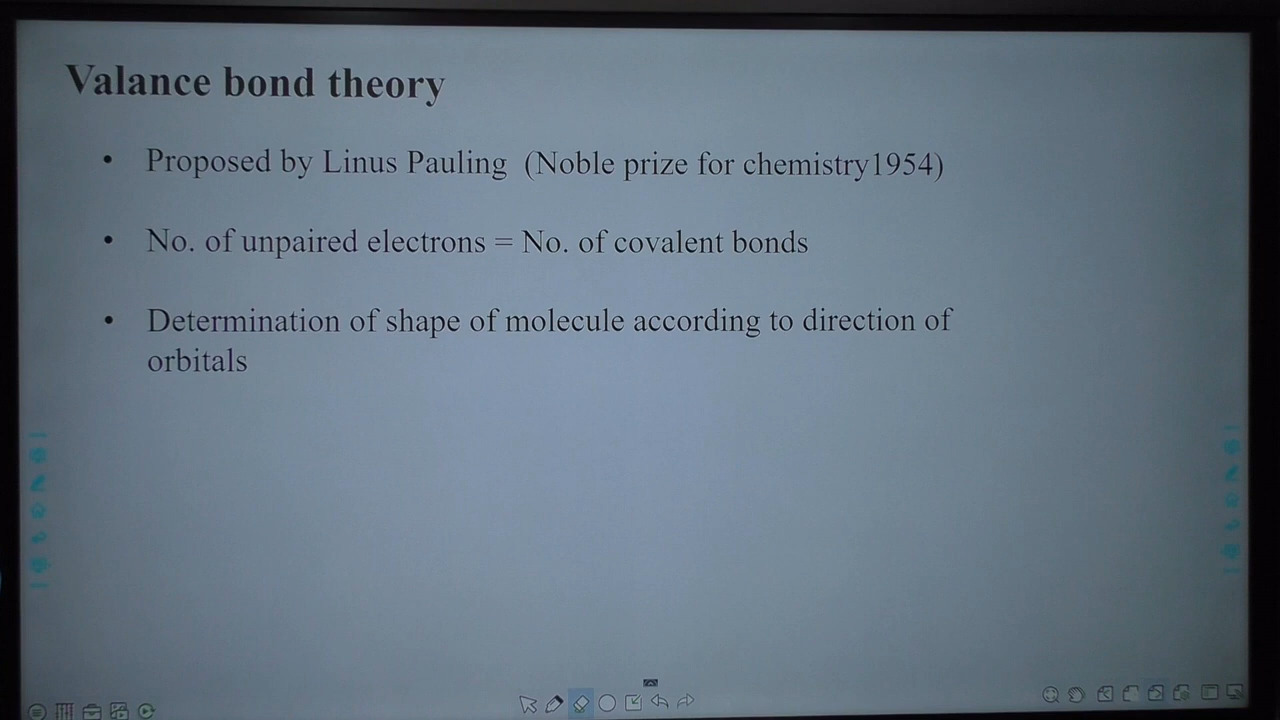 Valance bond theory
• Proposed by Linus Pauling (Noble prize for chemistry1954)
• No. of unpaired electrons = No. of covalent bonds
• Determination of shape of molecule according to direction of
orbitals